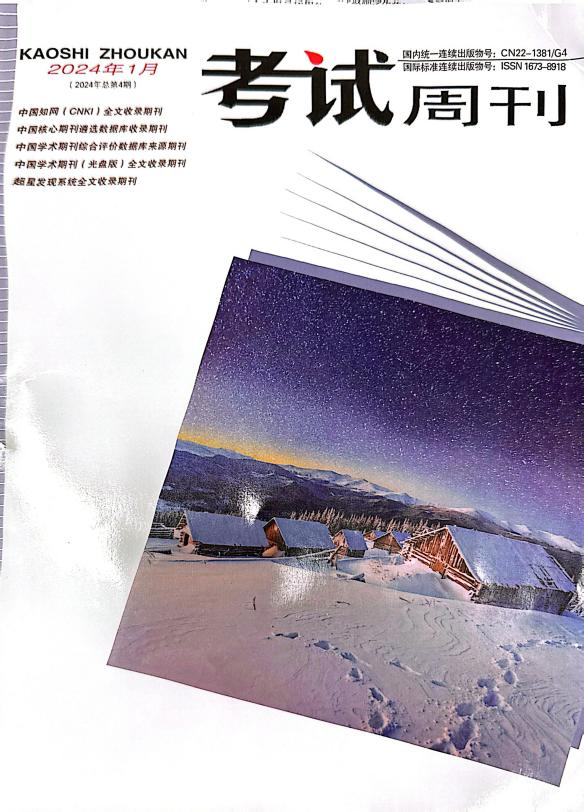 KAOSHI ZHOUKAN
2024年1月
(2024年总第4期)
考试周刊
国内统一连续出版物号: CN22-1381/G4
国际标准连续出版物号: ISSN 1673-8918
中国知网(CNKI)全文收录期刊
中国核心期刊遴选数据库收录期刊
中国学术期刊综合评价数据库来源期刊
中国学术期刊(光盘版)全文收录期刊
超星发现系统全文收录期刊